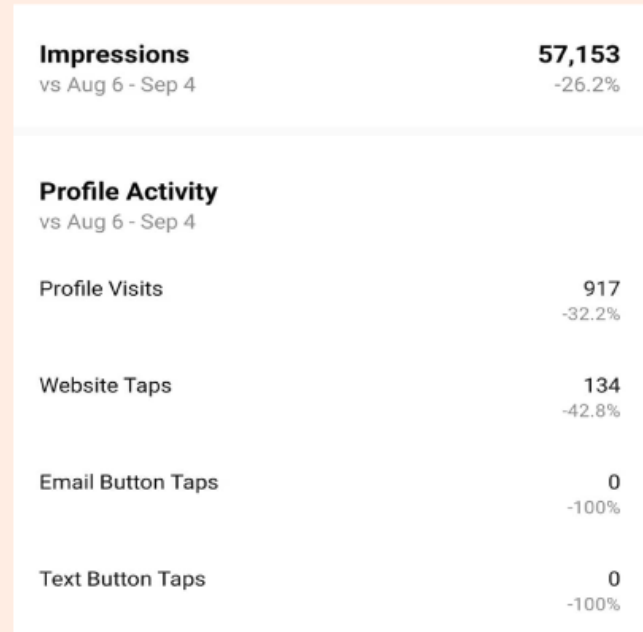 Impressions 57,153
vs Aug 6 - Sep 4 -26.2%
Profile Activity
vs Aug 6 - Sep 4
Profile Visits 917
-32.2%
Website Taps 134
-42.8%
Email Button Taps 0
-100%
Text Button Taps 0
-100%